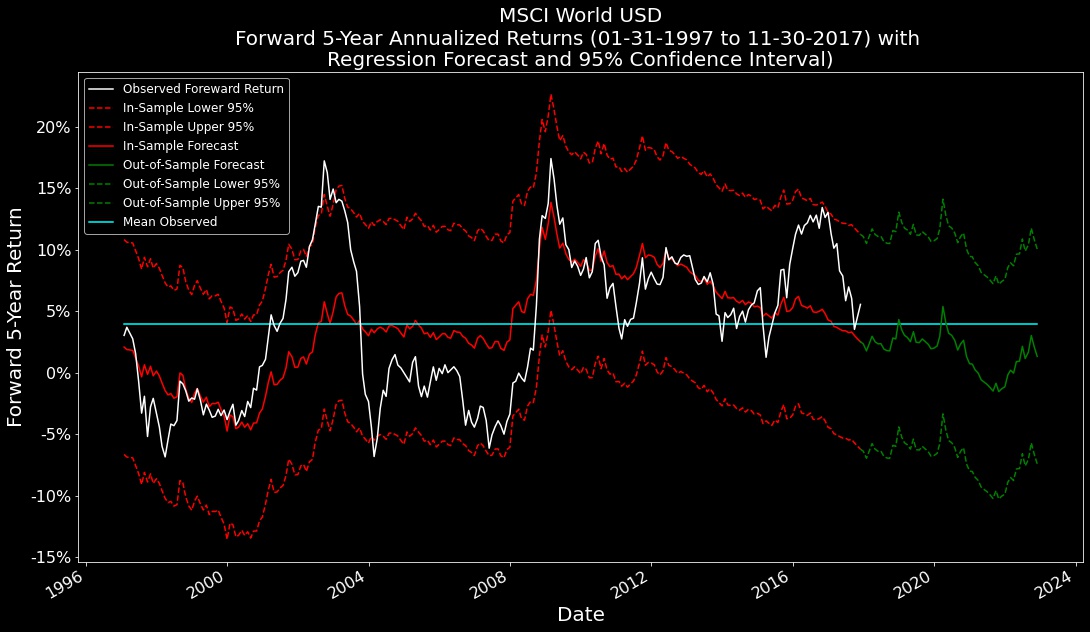 MSCI World USD
Forward 5-Year Annualized Returns (01-31-1997 to 11-30-2017) with
Regression Forecast and 95% Confidence Interval)
Observed Foreward Return
In-Sample Lower 95%
In-Sample Upper 95%
In-Sample Forecast
Out-of-Sample Forecast
Out-of-Sample Lower 95%
Out-of-Sample Upper 95%
Mean Observed
Forward 5-Year Return
20%
15%
10%
5%
0%
-5%
-10%
-15%
1996
2000
2004
2008
2012
2016
2020
2024
Date